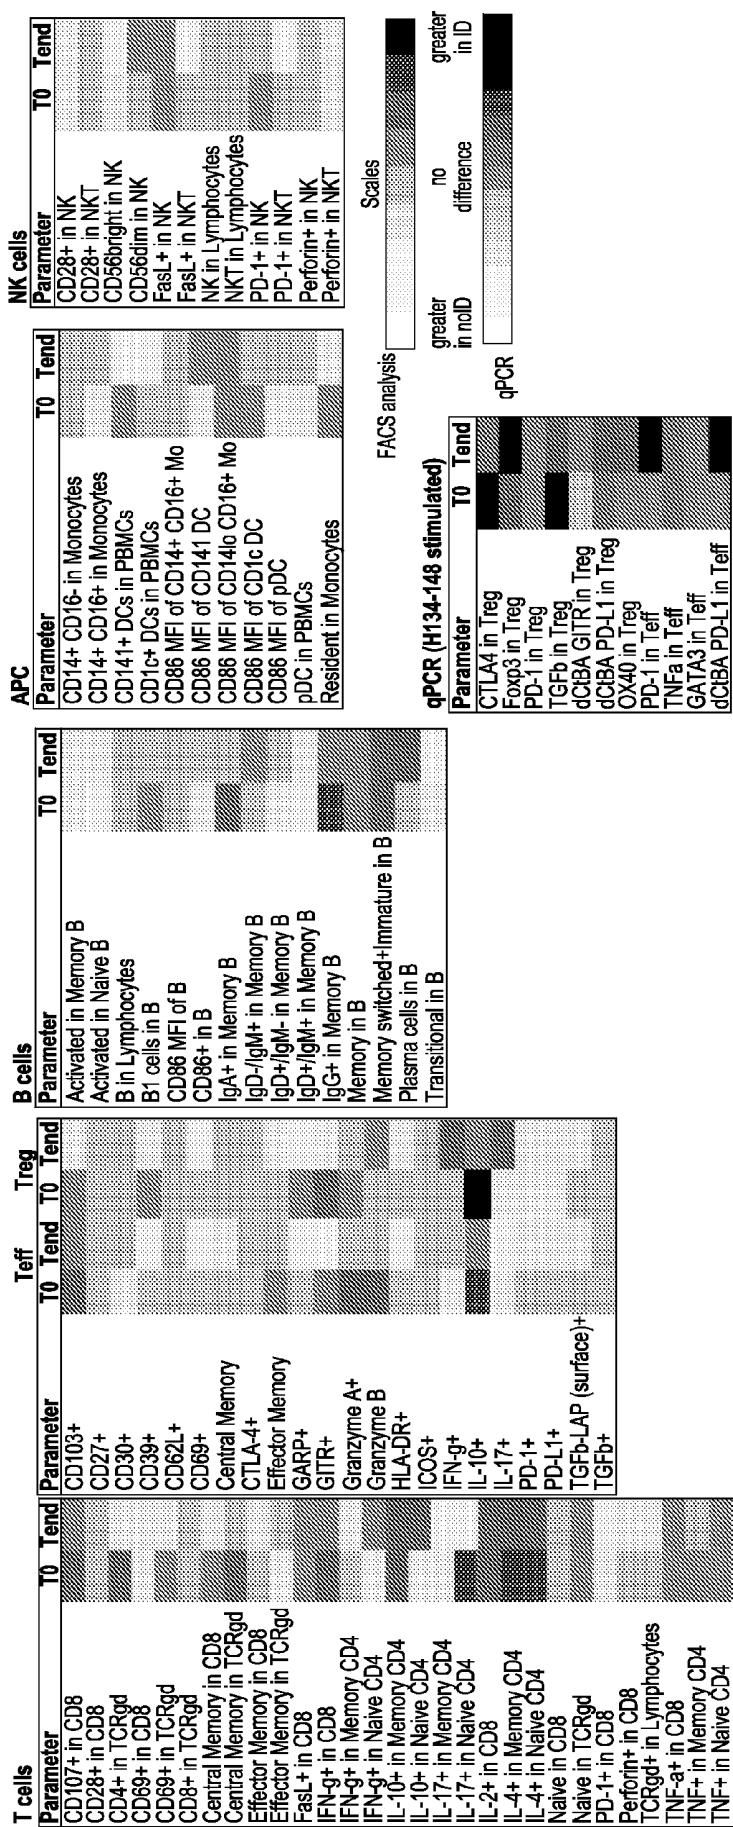 T cells
Parameter T0 Tend
CD107+ in CD8
CD28+ in CD8
CD4+ in TCRgd
CD69+ in CD8
CD69+ in TCRgd
CD8+ in TCRgd
Central Memory in CD8
Central Memory in TCRgd
Effector Memory in CD8
Effector Memory in TCRgd
FasL+ in CD8
IFN-g+ in CD8
IFN-g+ in Memory CD4
IFN-g+ in Naive CD4
IL-10+ in Memory CD4
IL-10+ in Naive CD4
IL-17+ in Memory CD4
IL-17+ in Naive CD4
IL-2+ in CD8
IL-4+ in Memory CD4
IL-4+ in Naive CD4
Naive in CD8
Naive in TCRgd
PD-1+ in CD8
Perforin+ in CD8
TCRgd+ in Lymphocytes
TNF-a+ in CD8
TNF+ in Memory CD4
TNF+ in Naive CD4
Teff Treg
Parameter T0 Tend T0 Tend
CD103+
CD27+
CD30+
CD39+
CD62L+
CD69+
Central Memory
CTLA-4+
Effector Memory
GARP+
GITR+
Granzyme A+
Granzyme B
HLA-DR+
ICOS+
IFN-g+
IL-10+
IL-17+
PD-1+
PD-L1+
TGFb-LAP (surface)+
TGFb+
B cells
Parameter T0 Tend
Activated in Memory B
Activated in Naive B
B in Lymphocytes
B1 cells in B
CD86 MFI of B
CD86+ in B
IgA+ in Memory B
IgD-/IgM+ in Memory B
IgD+/IgM- in Memory B
IgD+/IgM+ in Memory B
IgG+ in Memory B
Memory in B
Memory switched+Immature in B
Plasma cells in B
Transitional in B
APC
Parameter T0 Tend
CD14+ CD16- in Monocytes
CD14+ CD16+ in Monocytes
CD141+ DCs in PBMCs
CD1c+ DCs in PBMCs
CD86 MFI of CD14+ CD16+ Mo
CD86 MFI of CD141 DC
CD86 MFI of CD14lo CD16+ Mo
CD86 MFI of CD1c DC
CD86 MFI of pDC
pDC in PBMCs
Resident in Monocytes
NK cells
Parameter T0 Tend
CD28+ in NK
CD28+ in NKT
CD56bright in NK
CD56dim in NK
FasL+ in NK
FasL+ in NKT
NK in Lymphocytes
NKT in Lymphocytes
PD-1+ in NK
PD-1+ in NKT
Perforin+ in NK
Perforin+ in NKT
qPCR (H134-148 stimulated)
Parameter T0 Tend
CTLA4 in Treg
Foxp3 in Treg
PD-1 in Treg
TGFb in Treg
dCtBA GITR in Treg
dCtBA PD-L1 in Treg
OX40 in Treg
PD-1 in Teff
TNFa in Teff
GATA3 in Teff
dCtBA PD-L1 in Teff
Scales
FACS analysis
greater in noID
no difference
greater in ID
qPCR